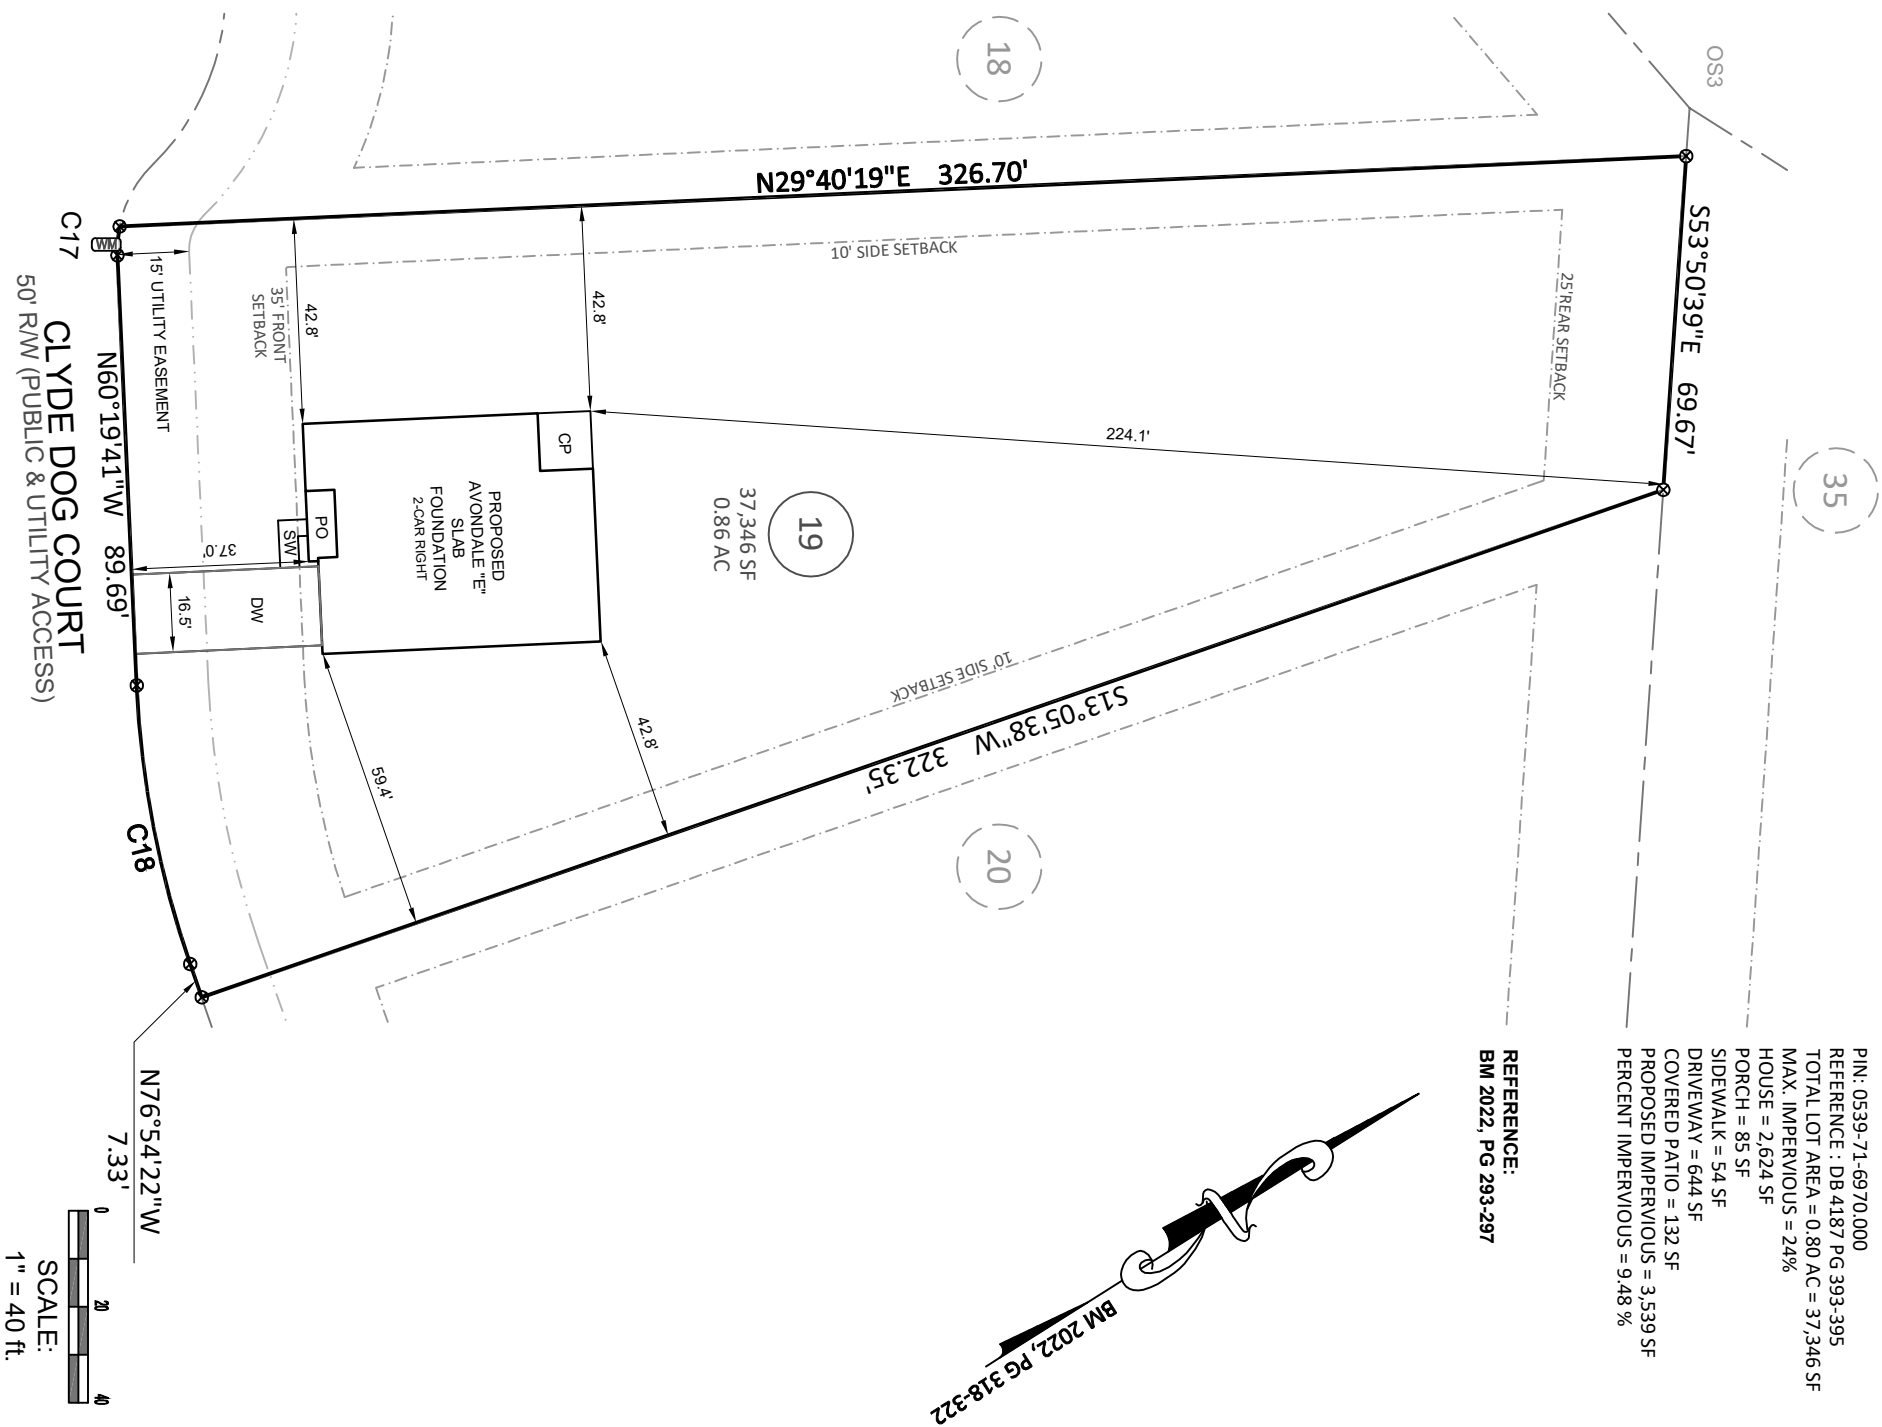 PIN: 0539-71-6970.000
REFERENCE : DB 4187 PG 393-395
TOTAL LOT AREA = 0.80 AC = 37,346 SF
MAX. IMPERVIOUS = 24%
HOUSE = 2,624 SF
PORCH = 85 SF
SIDEWALK = 54 SF
DRIVEWAY = 644 SF
COVERED PATIO = 132 SF
PROPOSED IMPERVIOUS = 3,539 SF
PERCENT IMPERVIOUS = 9.48 %
REFERENCE:
BM 2022, PG 293-297
OS3
35
S53°50'39"E 69.67'
25'REAR SETBACK
18
N29°40'19"E 326.70'
10' SIDE SETBACK
224.1'
19
37,346 SF
0.86 AC
20
S13°05'38"W 322.35'
10' SIDE SETBACK
42.8'
42.8'
42.8'
59.4'
CP
PROPOSED
AVONDALE "E"
SLAB
FOUNDATION
2-CAR RIGHT
PO
SW
DW
37.0'
16.5'
35' FRONT
SETBACK
15' UTILITY EASEMENT
WM
C17
N60°19'41"W 89.69'
C18
CLYDE DOG COURT
50' R/W (PUBLIC & UTILITY ACCESS)
N76°54'22"W
7.33'
N
BM 2022, PG 318-322
0 20 40
SCALE:
1" = 40 ft.